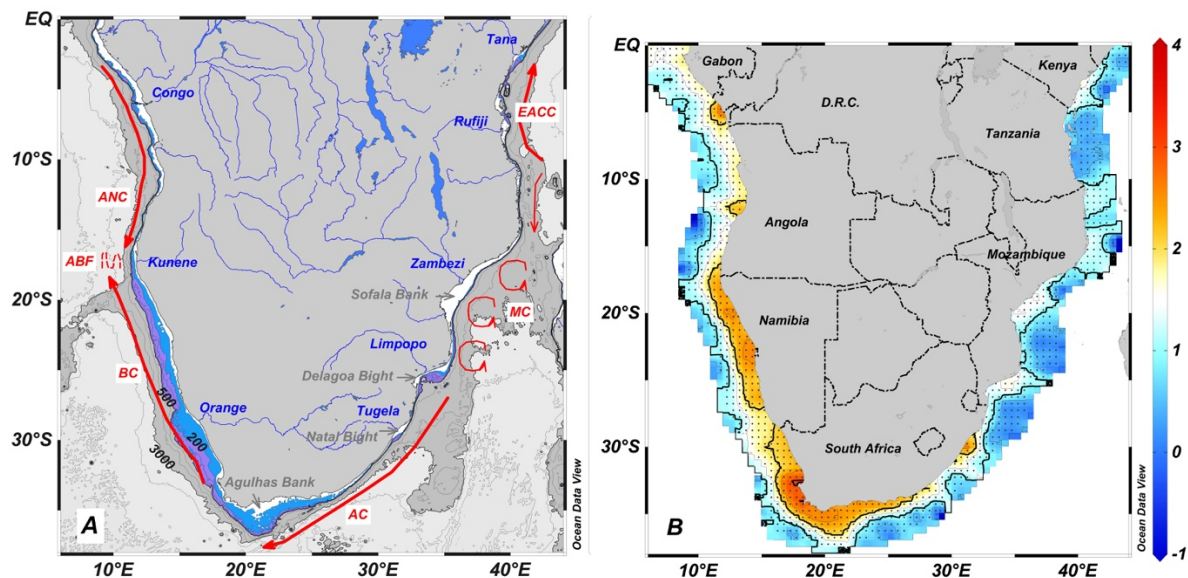 EQ
10°S
20°S
30°S
10°E
20°E
30°E
40°E
Tana
Congo
EACC
Rufiji
ANC
ABF
Kunene
Zambezi
Sofala Bank
MC
Limpopo
BC
Delagoa Bight
500
Orange
Tugela
200
Natal Bight
3000
Agulhas Bank
AC
A
Ocean Data View
EQ
10°S
20°S
30°S
10°E
20°E
30°E
40°E
Gabon
Kenya
D.R.C.
Tanzania
Angola
Mozambique
Namibia
South Africa
B
Ocean Data View
4
3
2
1
0
-1